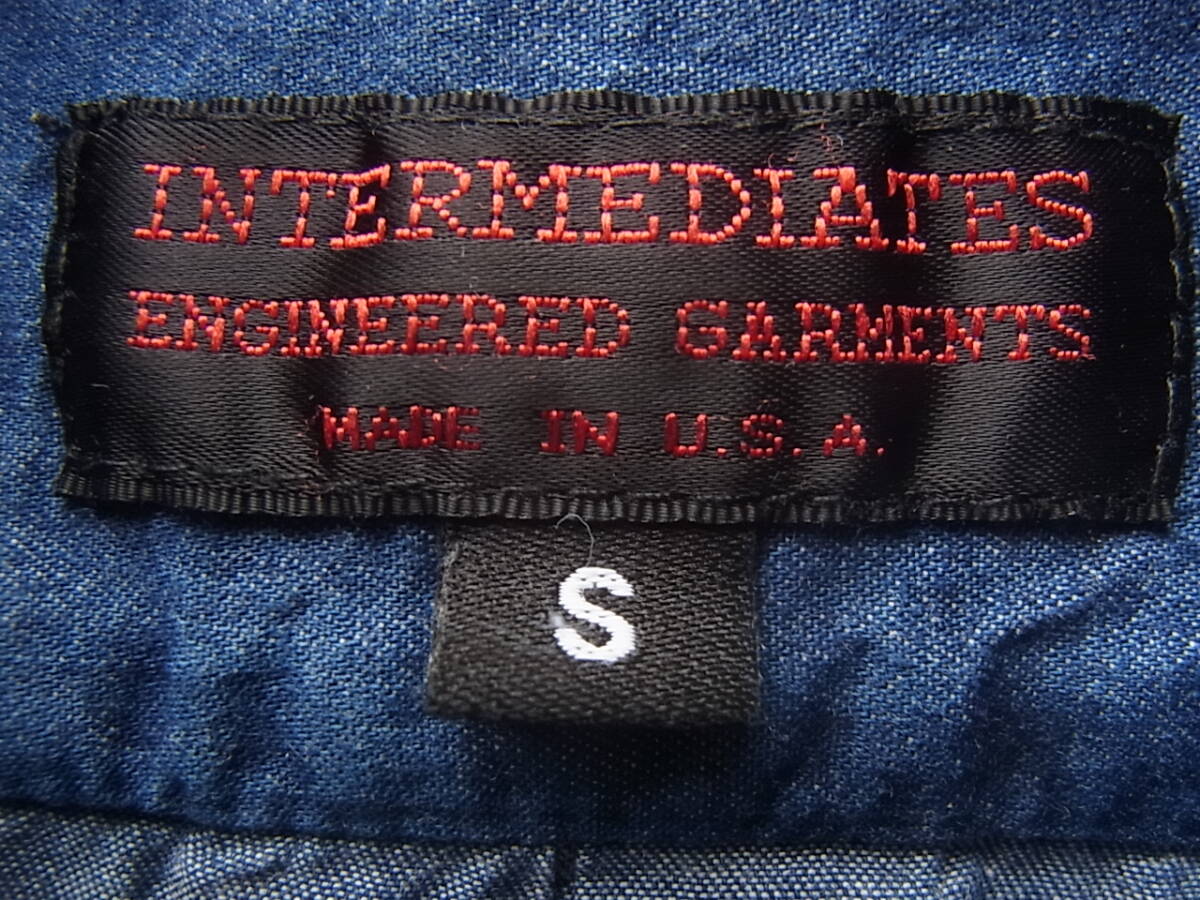 INTERMEDIATES
ENGINEERED GARMENTS
MADE IN U.S.A.
S